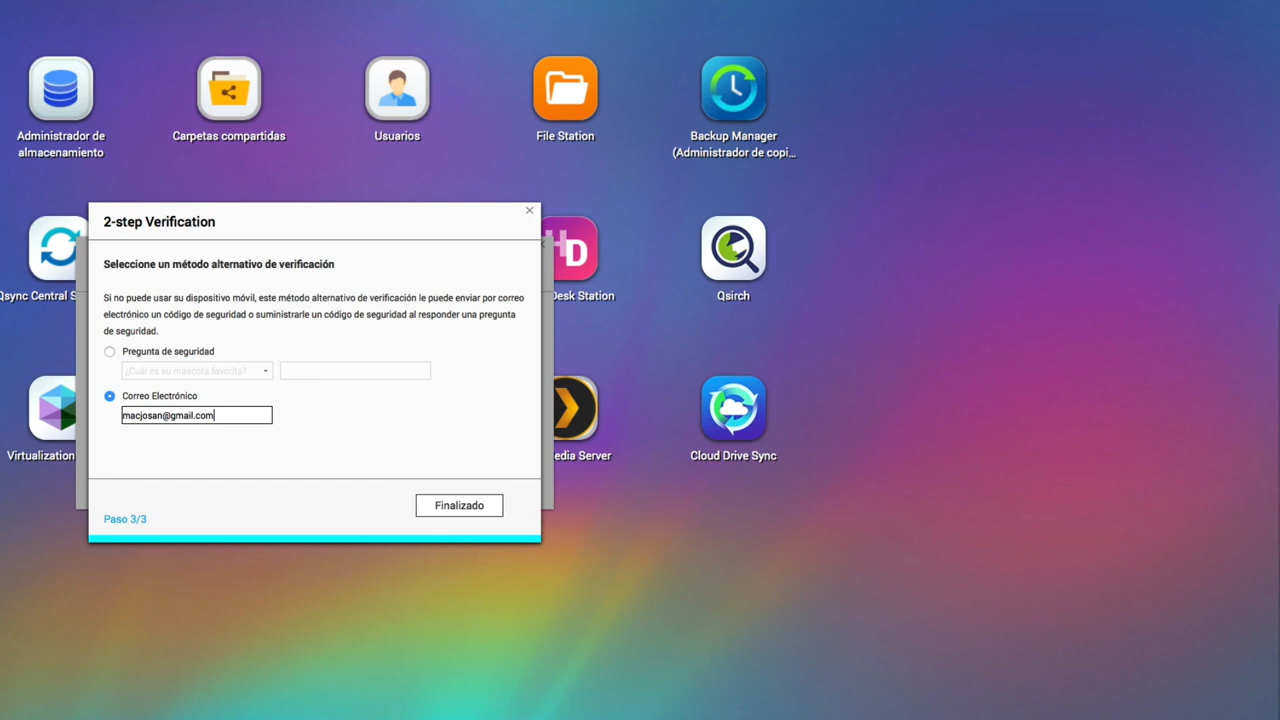 Administrador de
almacenamiento
Carpetas compartidas
Usuarios
File Station
Backup Manager
(Administrador de copi...
2-step Verification
Seleccione un método alternativo de verificación
Si no puede usar su dispositivo móvil, este método alternativo de verificación le puede enviar por correo
electrónico un código de seguridad o suministrarle un código de seguridad al responder una pregunta
de seguridad.
Pregunta de seguridad
¿Cuál es su mascota favorita?
Correo Electrónico
macjosan@gmail.com
Paso 3/3
Finalizado
Qsync Central S
HD
Desk Station
Qsirch
Virtualization
edia Server
Cloud Drive Sync